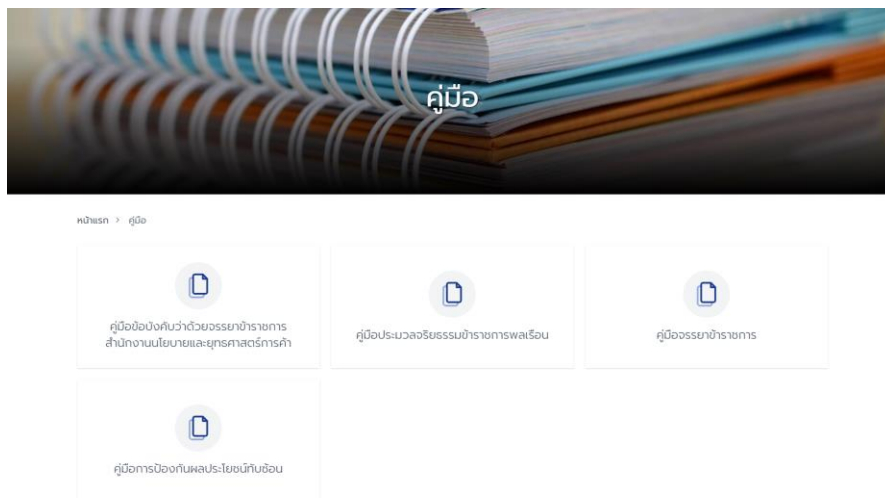 คู่มือ
หน้าแรก > คู่มือ
คู่มือข้อบังคับว่าด้วยจรรยาข้าราชการ
สำนักงานนโยบายและยุทธศาสตร์การค้า
คู่มือประมวลจริยธรรมข้าราชการพลเรือน
คู่มือจรรยาข้าราชการ
คู่มือการป้องกันผลประโยชน์ทับซ้อน